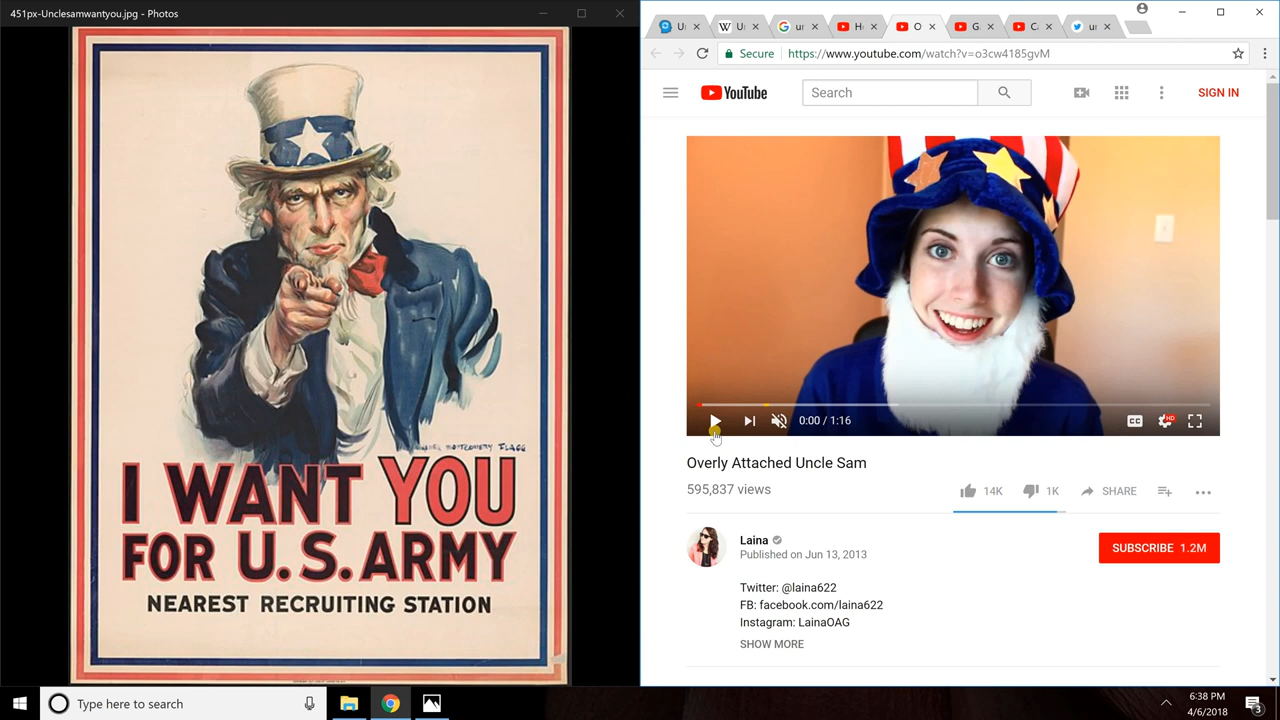 451px-Unclesamwantyou.jpg - Photos
I WANT YOU
FOR U.S. ARMY
NEAREST RECRUITING STATION
Secure
https://www.youtube.com/watch?v=o3cw4185gvM
YouTube
Search
SIGN IN
0:00 / 1:16
CC
HD
Overly Attached Uncle Sam
595,837 views
14K
1K
SHARE
Laina
Published on Jun 13, 2013
SUBSCRIBE 1.2M
Twitter: @laina622
FB: facebook.com/laina622
Instagram: LainaOAG
SHOW MORE
Type here to search
6:38 PM
4/6/2018
3